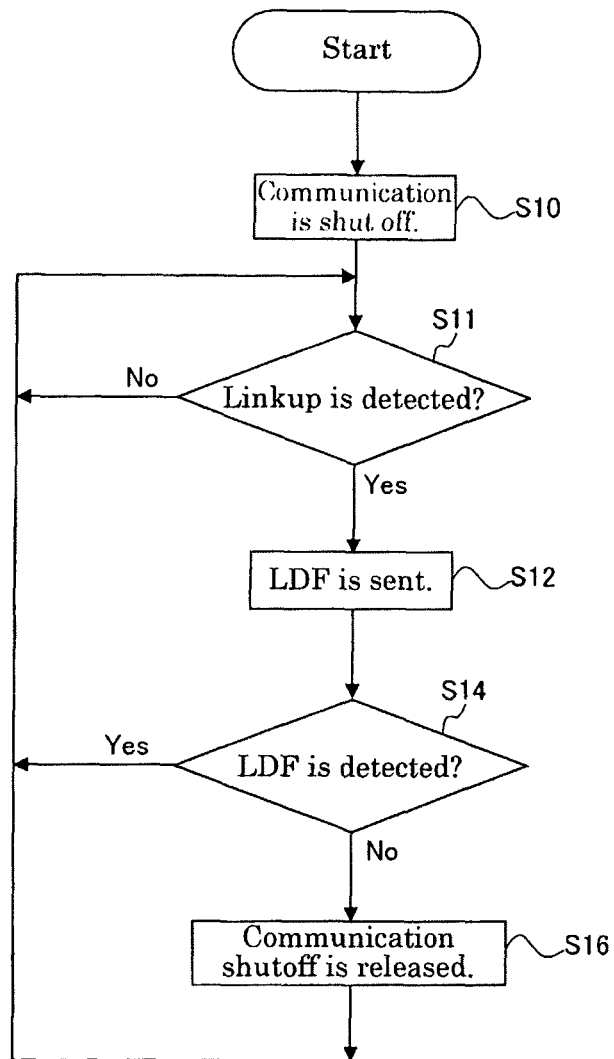 Start
Communication
is shut off.
S10
S11
No
Linkup is detected?
Yes
LDF is sent.
S12
S14
Yes
LDF is detected?
No
Communication
shutoff is released.
S16